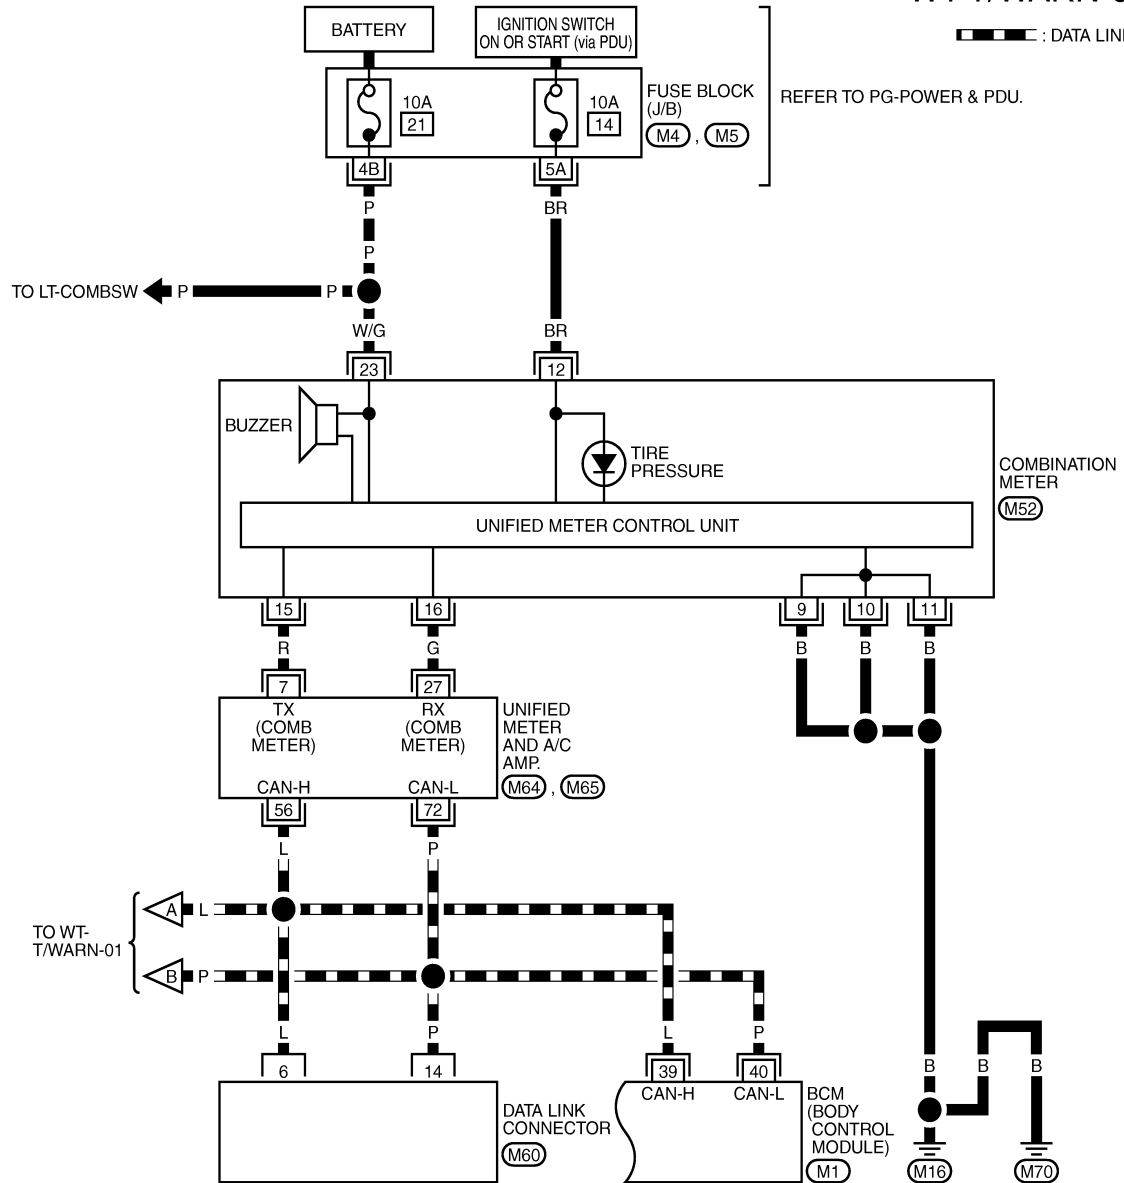 BATTERY
IGNITION SWITCH
ON OR START (via PDU)
: DATA LIN
10A
21
10A
14
FUSE BLOCK
(J/B)
M4 , M5
REFER TO PG-POWER & PDU.
4B
5A
P
BR
P
TO LT-COMBSW
P
P
W/G
BR
23
12
BUZZER
TIRE
PRESSURE
COMBINATION
METER
M52
UNIFIED METER CONTROL UNIT
15
16
9
10
11
R
G
B
B
B
7
27
TX
(COMB
METER)
RX
(COMB
METER)
UNIFIED
METER
AND A/C
AMP.
M64 , M65
CAN-H
CAN-L
56
72
L
P
A
L
TO WT-
T/WARN-01
B
P
L
P
L
P
B
B
B
6
14
39
40
CAN-H
CAN-L
DATA LINK
CONNECTOR
M60
BCM
(BODY
CONTROL
MODULE)
M1
M16
M70